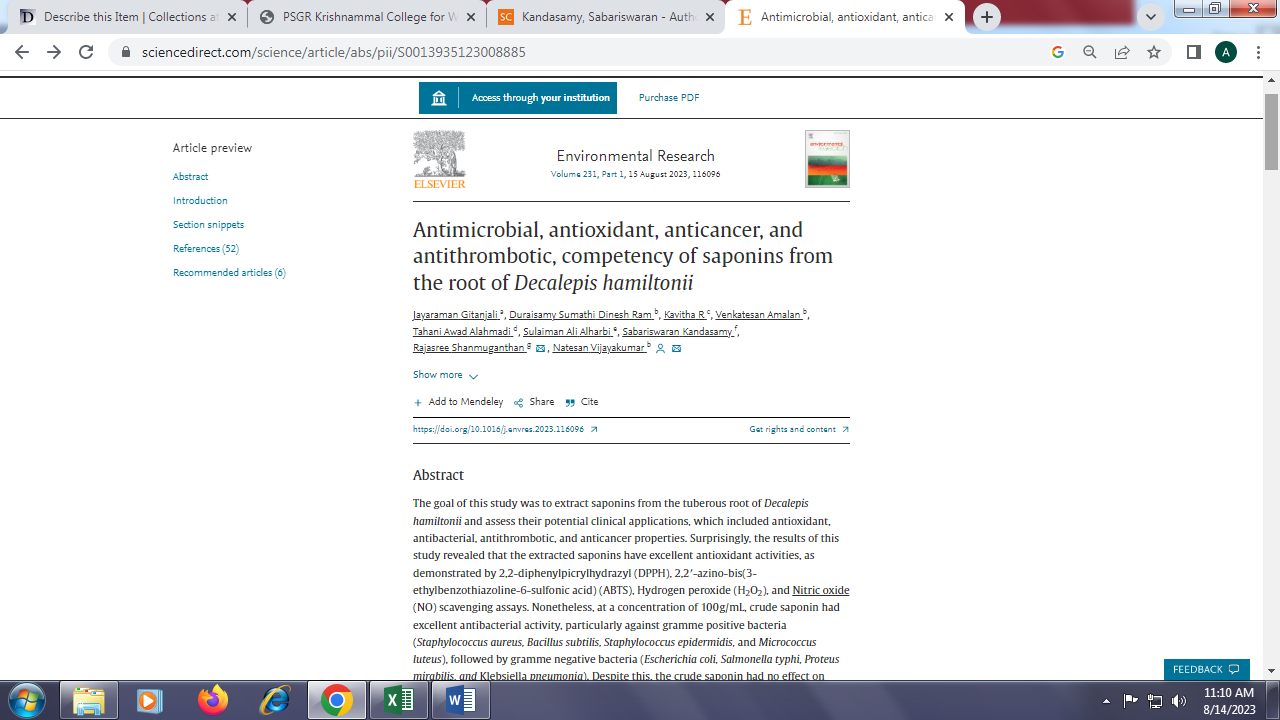 Describe this Item | Collections at
PSGR Krishnammal College for W
SC Kandasamy, Sabariswaran - Auth
E Antimicrobial, antioxidant, antica
sciencedirect.com/science/article/abs/pii/S0013935123008885
A
Access through your institution
Purchase PDF
Article preview
Abstract
Introduction
Section snippets
References (52)
Recommended articles (6)
ELSEVIER
Environmental Research
Volume 231, Part 1, 15 August 2023, 116096
Antimicrobial, antioxidant, anticancer, and
antithrombotic, competency of saponins from
the root of Decalepis hamiltonii
Jayaraman Gitanjali a, Duraisamy Sumathi Dinesh Ram b, Kavitha R c, Venkatesan Amalan b,
Tahani Awad Alahmadi d, Sulaiman Ali Alharbi e, Sabariswaran Kandasamy f,
Rajasree Shanmuganthan g, Natesan Vijayakumar b
Show more
+ Add to Mendeley Share Cite
https://doi.org/10.1016/j.envres.2023.116096
Get rights and content
Abstract
The goal of this study was to extract saponins from the tuberous root of Decalepis
hamiltonii and assess their potential clinical applications, which included antioxidant,
antibacterial, antithrombotic, and anticancer properties. Surprisingly, the results of this
study revealed that the extracted saponins have excellent antioxidant activities, as
demonstrated by 2,2-diphenylpicrylhydrazyl (DPPH), 2,2′-azino-bis(3-
ethylbenzothiazoline-6-sulfonic acid) (ABTS), Hydrogen peroxide (H2O2), and Nitric oxide
(NO) scavenging assays. Nonetheless, at a concentration of 100g/mL, crude saponin had
excellent antibacterial activity, particularly against gramme positive bacteria
(Staphylococcus aureus, Bacillus subtilis, Staphylococcus epidermidis, and Micrococcus
luteus), followed by gramme negative bacteria (Escherichia coli, Salmonella typhi, Proteus
mirabilis, and Klebsiella pneumonia). Despite this, the crude saponin had no effect on
FEEDBACK
11:10 AM
8/14/2023